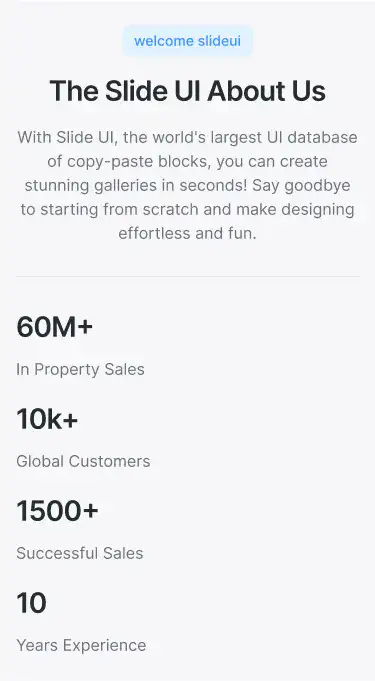 welcome slideui
The Slide UI About Us
With Slide UI, the world's largest UI database
of copy-paste blocks, you can create
stunning galleries in seconds! Say goodbye
to starting from scratch and make designing
effortless and fun.
60M+
In Property Sales
10k+
Global Customers
1500+
Successful Sales
10
Years Experience